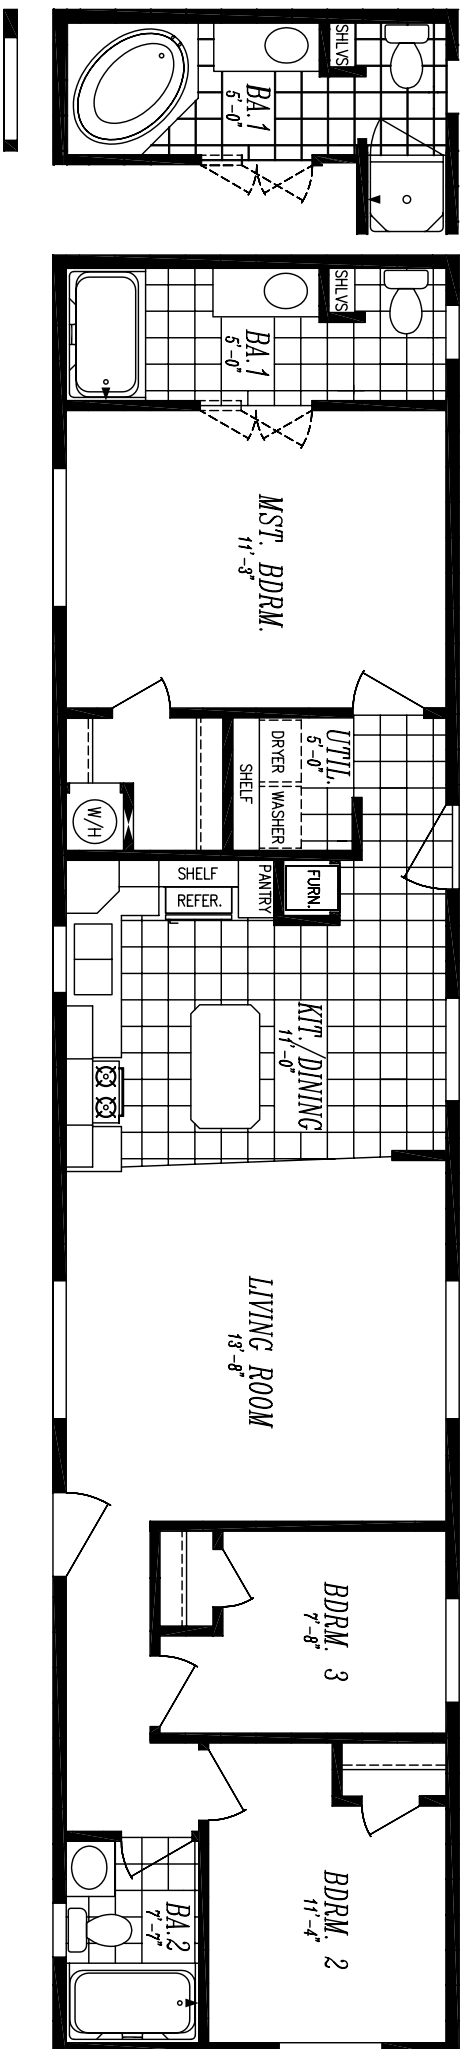 SHLVS
BA.1
5'-0"
SHLVS
BA.1
5'-0"
MST. BDRM.
11'-3"
UTIL.
5'-0"
DRYER
WASHER
SHELF
W/H
SHELF
REFER.
PANTRY
FURN.
KIT./DINING
11'-0"
LIVING ROOM
13'-8"
BDRM. 3
7'-8"
BDRM. 2
11'-4"
BA.2
7'-7"